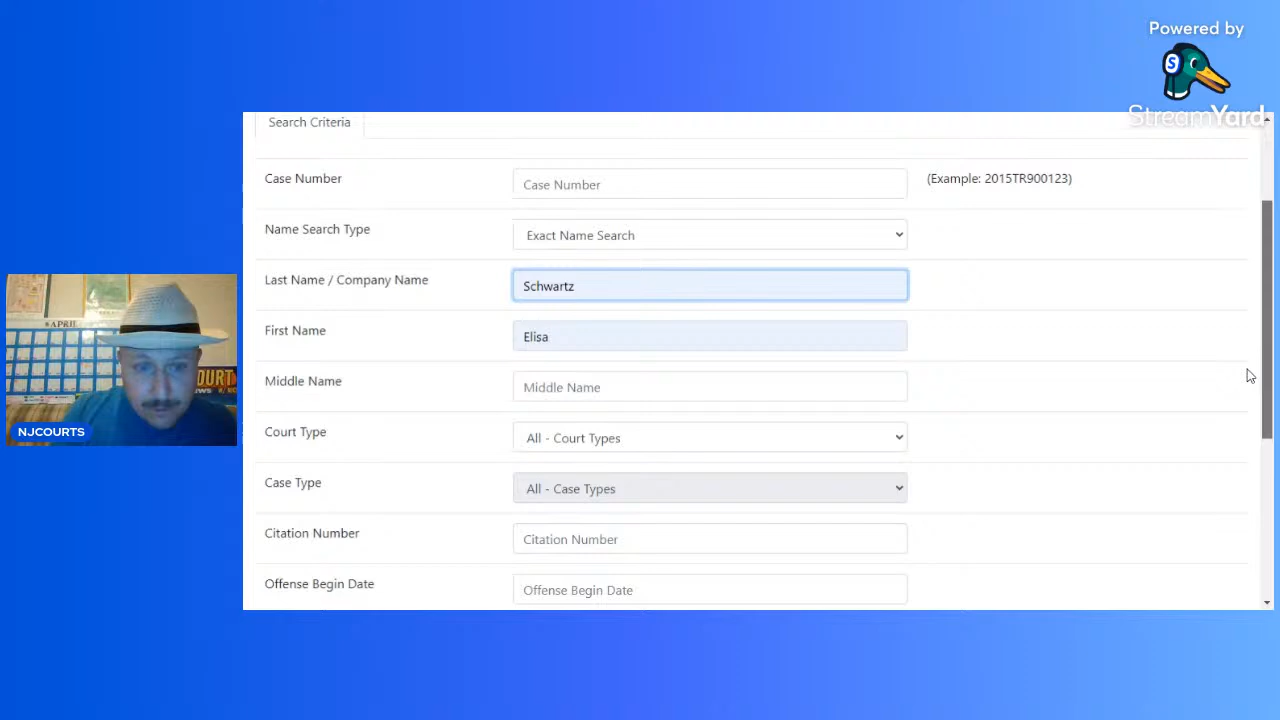 Powered by
StreamYard
Search Criteria
Case Number
Case Number
(Example: 2015TR900123)
Name Search Type
Exact Name Search
Last Name / Company Name
Schwartz
First Name
Elisa
Middle Name
Middle Name
Court Type
All - Court Types
Case Type
All - Case Types
Citation Number
Citation Number
Offense Begin Date
Offense Begin Date
APRIL
NJCOURTS